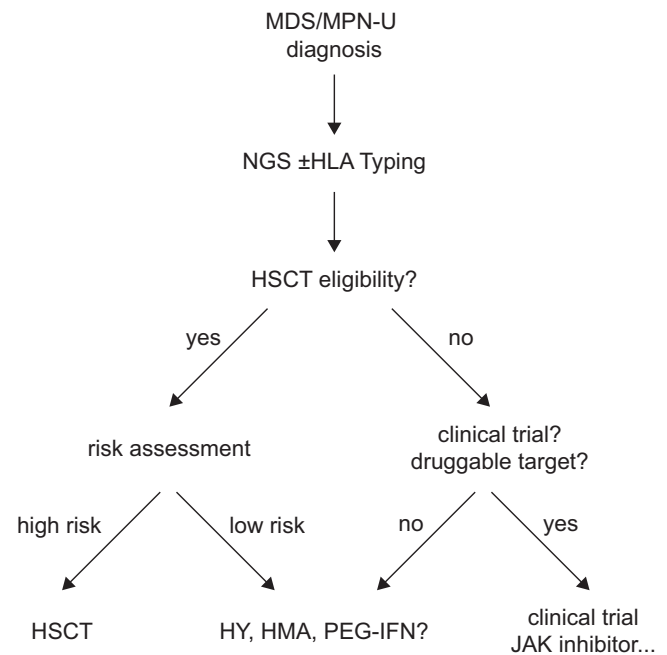 MDS/MPN-U
diagnosis
NGS ±HLA Typing
HSCT eligibility?
yes
no
risk assessment
clinical trial?
druggable target?
high risk
low risk
no
yes
HSCT
HY, HMA, PEG-IFN?
clinical trial
JAK inhibitor...